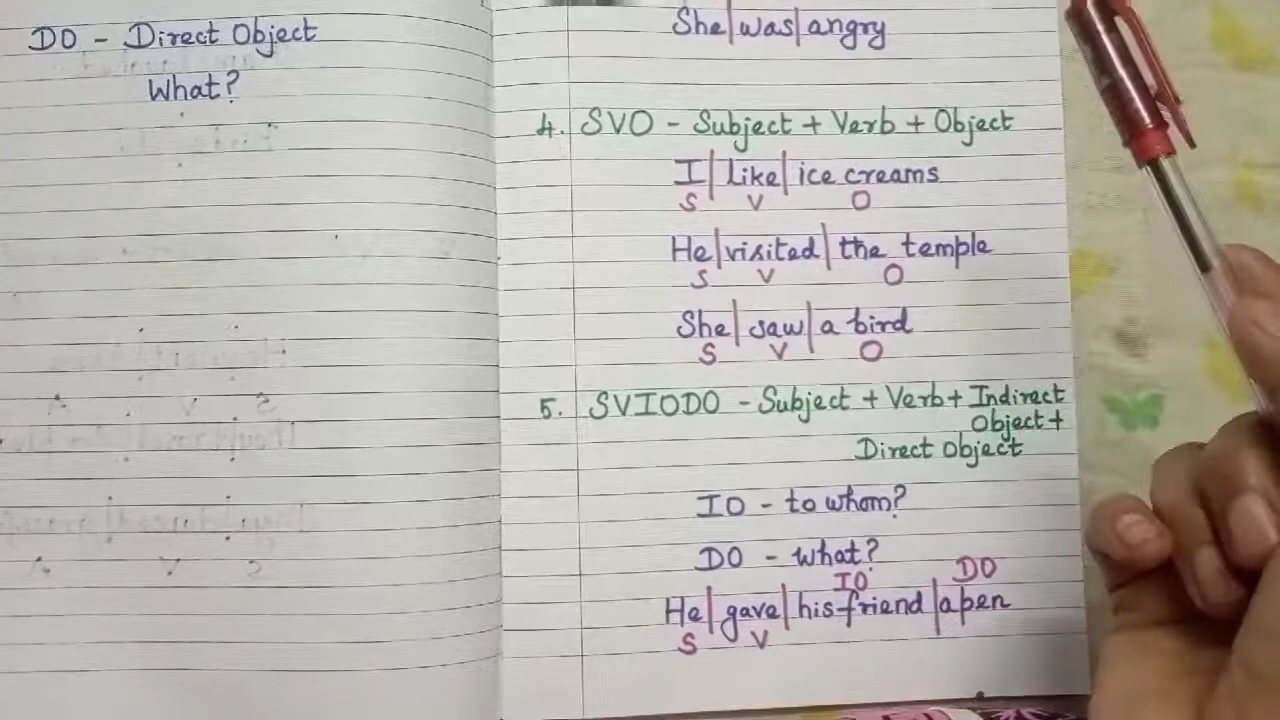 DO - Direct Object
What?
She|was|angry
4. SVO - Subject + Verb + Object
I|like|ice creams
S V O
He|visited|the temple
S V O
She|saw|a bird
S V O
5. SVIODO - Subject + Verb + Indirect
Object +
Direct Object
IO - to whom?
DO - what?
IO DO
He|gave|his friend|a pen
S V